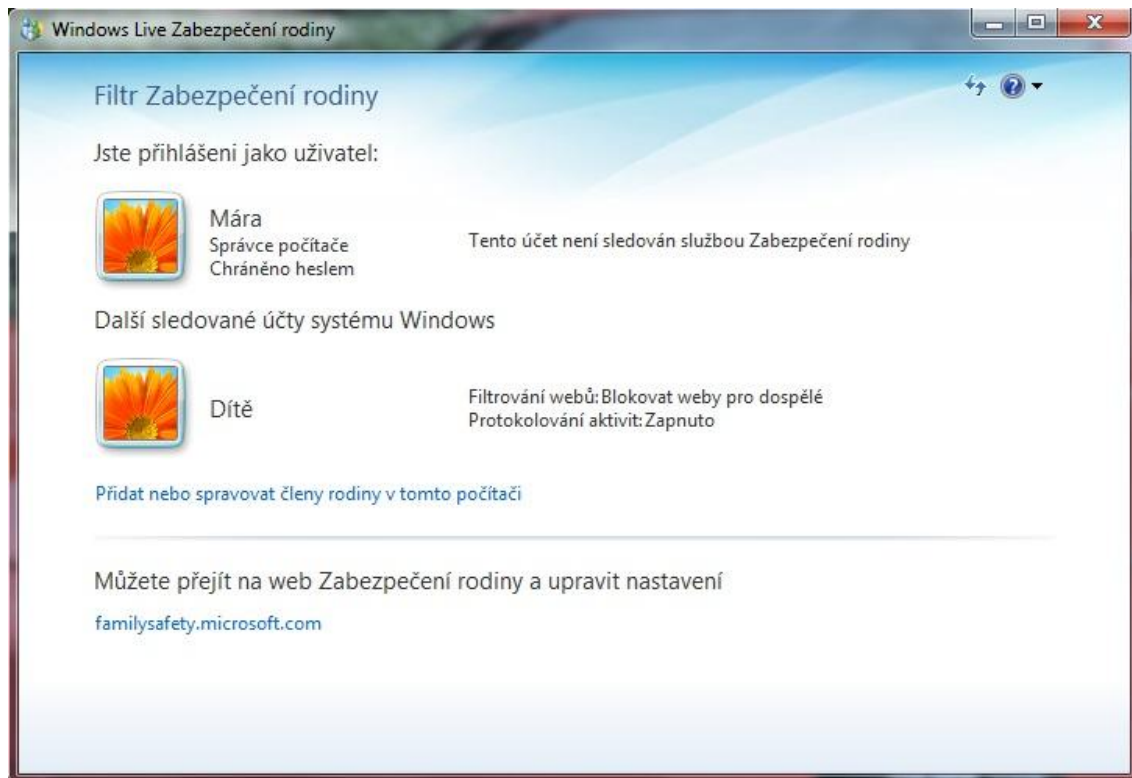 Windows Live Zabezpečení rodiny
Filtr Zabezpečení rodiny
Jste přihlášeni jako uživatel:
Mára
Správce počítače
Chráněno heslem
Tento účet není sledován službou Zabezpečení rodiny
Další sledované účty systému Windows
Dítě
Filtrování webů:Blokovat weby pro dospělé
Protokolování aktivit:Zapnuto
Přidat nebo spravovat členy rodiny v tomto počítači
Můžete přejít na web Zabezpečení rodiny a upravit nastavení
familysafety.microsoft.com